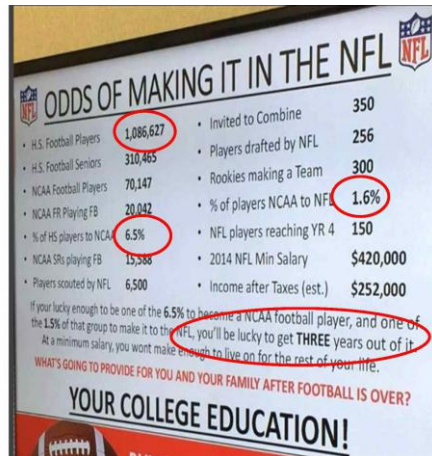 NFL
NFL
ODDS OF MAKING IT IN THE NFL
• H.S. Football Players 1,086,627
• H.S. Football Seniors 310,465
• NCAA Football Players 70,147
• NCAA FR Playing FB 20,042
• % of HS players to NCAA 6.5%
• NCAA SRs playing FB 15,588
• Players scouted by NFL 6,500
• Invited to Combine 350
• Players drafted by NFL 256
• Rookies making a Team 300
• % of players NCAA to NFL 1.6%
• NFL players reaching YR 4 150
• 2014 NFL Min Salary $420,000
• Income after Taxes (est.) $252,000
If your lucky enough to be one of the 6.5% to become a NCAA football player, and one of
the 1.5% of that group to make it to the NFL, you'll be lucky to get THREE years out of it.
At a minimum salary, you wont make enough to live on for the rest of your life.
WHAT'S GOING TO PROVIDE FOR YOU AND YOUR FAMILY AFTER FOOTBALL IS OVER?
YOUR COLLEGE EDUCATION!